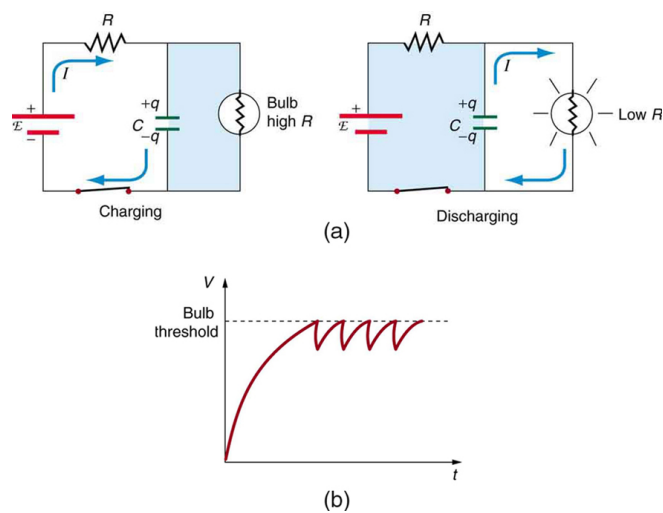 R
I
+
ℰ
−
+q
C
−q
Bulb
high R
Charging
R
I
+
ℰ
−
+q
C
−q
Low R
Discharging
(a)
V
Bulb
threshold
t
(b)